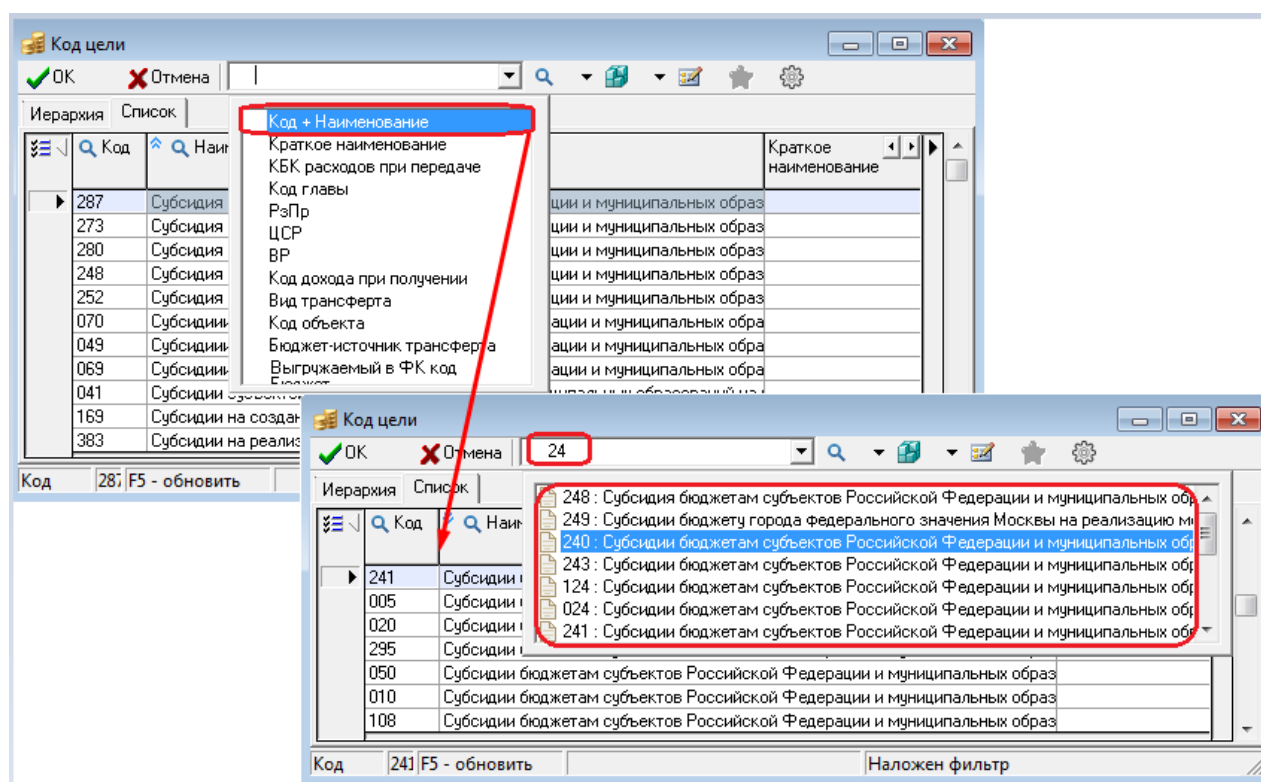 Код цели
ОК Отмена
Иерархия Список
Код + Наименование
Краткое наименование
КБК расходов при передаче
Код главы
РзПр
ЦСР
ВР
Код дохода при получении
Вид трансферта
Код объекта
Бюджет-источник трансферта
Выгружаемый в ФК код
Бюджет
Код Наим Краткое наименование
287 Субсидия ции и муниципальных образ
273 Субсидия ции и муниципальных образ
280 Субсидия ции и муниципальных образ
248 Субсидия ции и муниципальных образ
252 Субсидия ции и муниципальных образ
070 Субсидиии ации и муниципальных обра
049 Субсидиии ации и муниципальных обра
069 Субсидиии ации и муниципальных обра
041 Субсидии
169 Субсидии на создан
383 Субсидии на реализ
Код 287 F5 - обновить
Код цели
ОК Отмена 24
Иерархия Список
248 : Субсидия бюджетам субъектов Российской Федерации и муниципальных обр
249 : Субсидии бюджету города федерального значения Москвы на реализацию ме
240 : Субсидии бюджетам субъектов Российской Федерации и муниципальных обр
243 : Субсидии бюджетам субъектов Российской Федерации и муниципальных обр
124 : Субсидии бюджетам субъектов Российской Федерации и муниципальных обр
024 : Субсидии бюджетам субъектов Российской Федерации и муниципальных обр
241 : Субсидии бюджетам субъектов Российской Федерации и муниципальных обр
Код Наим
241 Субсидии
005 Субсидии
020 Субсидии
295 Субсидии
050 Субсидии бюджетам субъектов Российской Федерации и муниципальных образ
010 Субсидии бюджетам субъектов Российской Федерации и муниципальных образ
108 Субсидии бюджетам субъектов Российской Федерации и муниципальных образ
Код 241 F5 - обновить Наложен фильтр